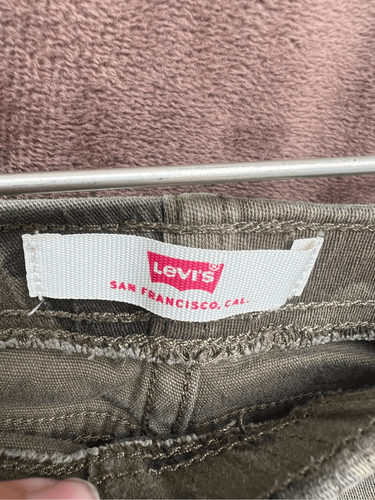 Levi's
SAN FRANCISCO, CAL.